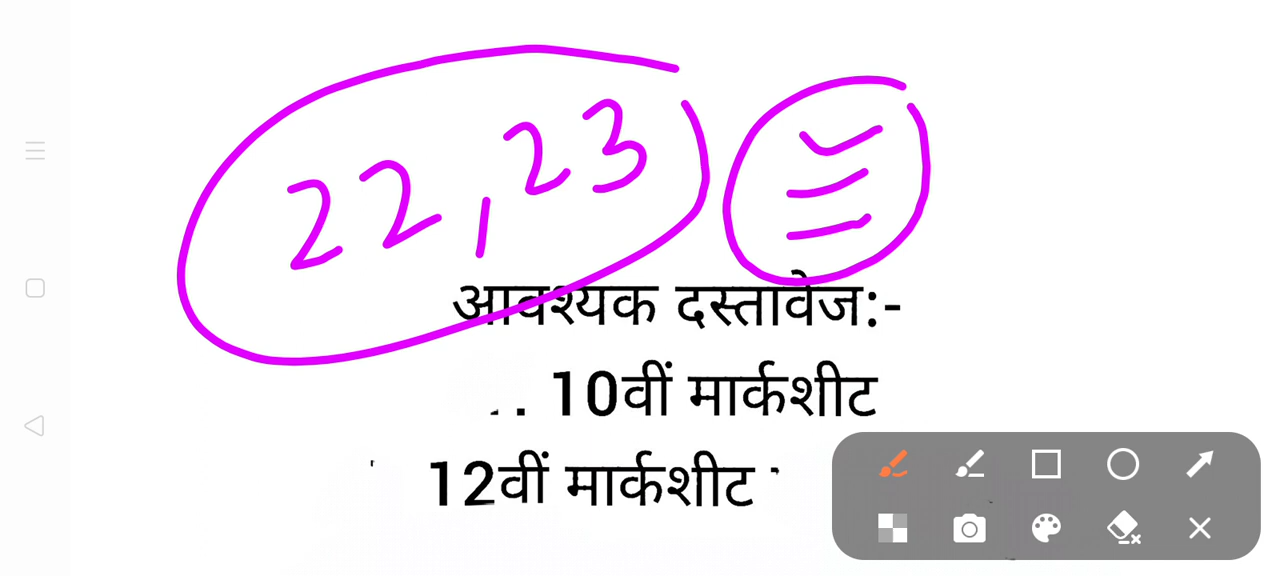 22, 23
आवश्यक दस्तावेज:-
. 10वीं मार्कशीट
12वीं मार्कशीट